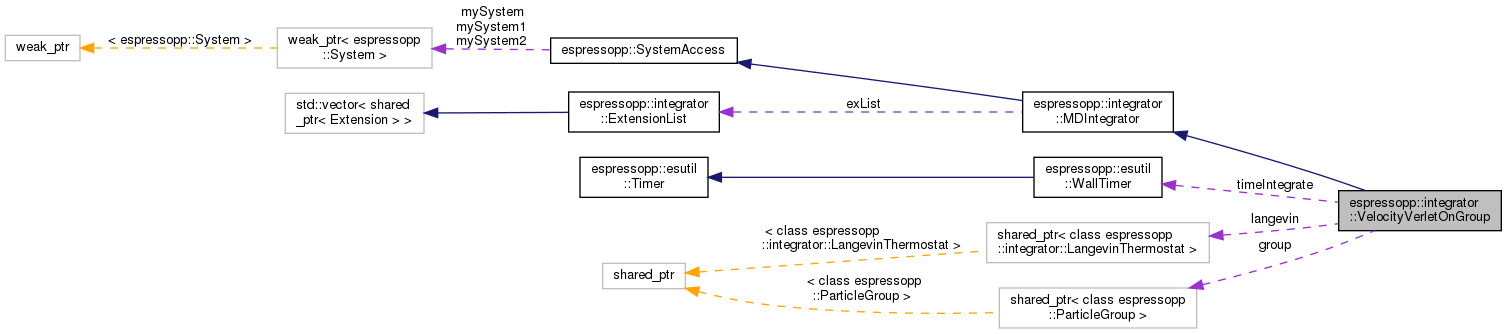 mySystem
mySystem1
mySystem2
weak_ptr
< espressopp::System >
weak_ptr< espressopp
::System >
espressopp::SystemAccess
std::vector< shared
_ptr< Extension > >
espressopp::integrator
::ExtensionList
exList
espressopp::integrator
::MDIntegrator
espressopp::esutil
::Timer
espressopp::esutil
::WallTimer
timeIntegrate
espressopp::integrator
::VelocityVerletOnGroup
langevin
group
< class espressopp
::integrator::LangevinThermostat >
shared_ptr< class espressopp
::integrator::LangevinThermostat >
shared_ptr
< class espressopp
::ParticleGroup >
shared_ptr< class espressopp
::ParticleGroup >